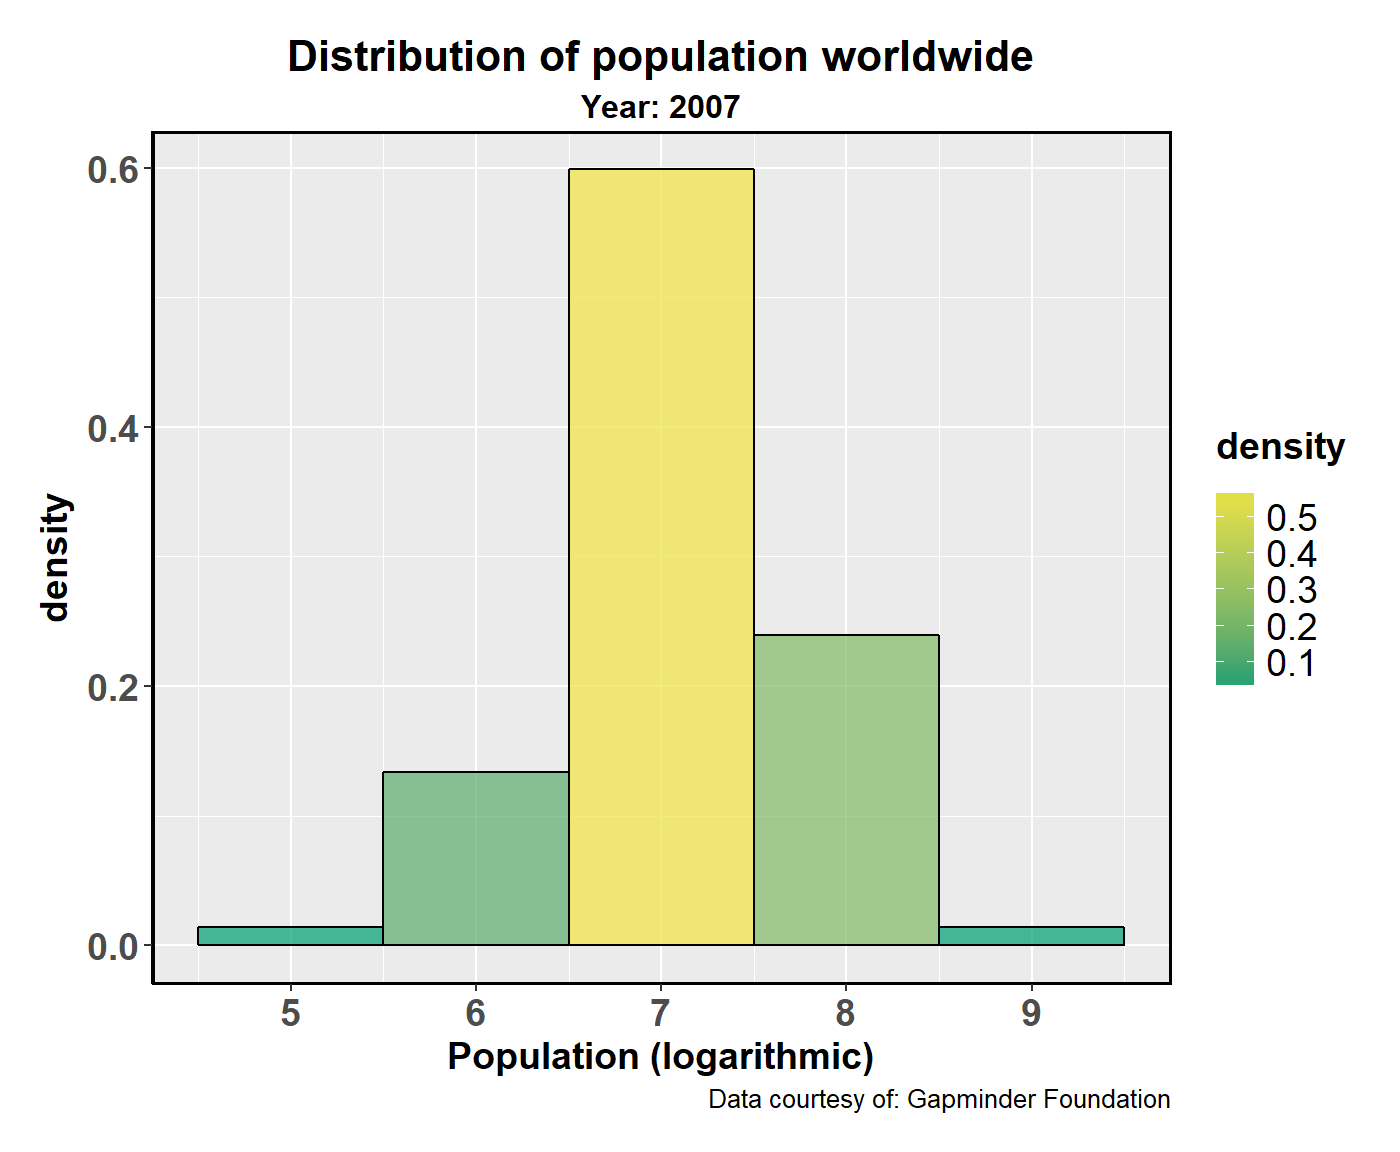 Distribution of population worldwide
Year: 2007
density
0.6
0.4
0.2
0.0
5 6 7 8 9
Population (logarithmic)
Data courtesy of: Gapminder Foundation
density
0.5
0.4
0.3
0.2
0.1